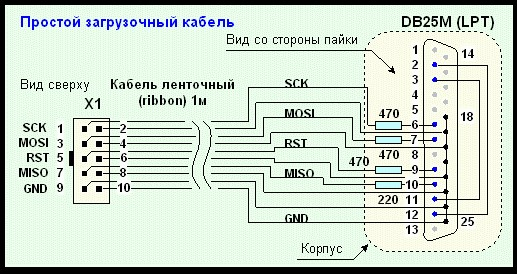 Простой загрузочный кабель
DB25M (LPT)
Вид со стороны пайки
Вид сверху
Кабель ленточный
(ribbon) 1м
X1
SCK 1 2
MOSI 3 4
RST 5 6
MISO 7 8
GND 9 10
SCK
MOSI
RST
MISO
GND
470
470
470
220
1
2
3
4
5
6
7
8
9
10
11
12
13
14
18
25
Корпус